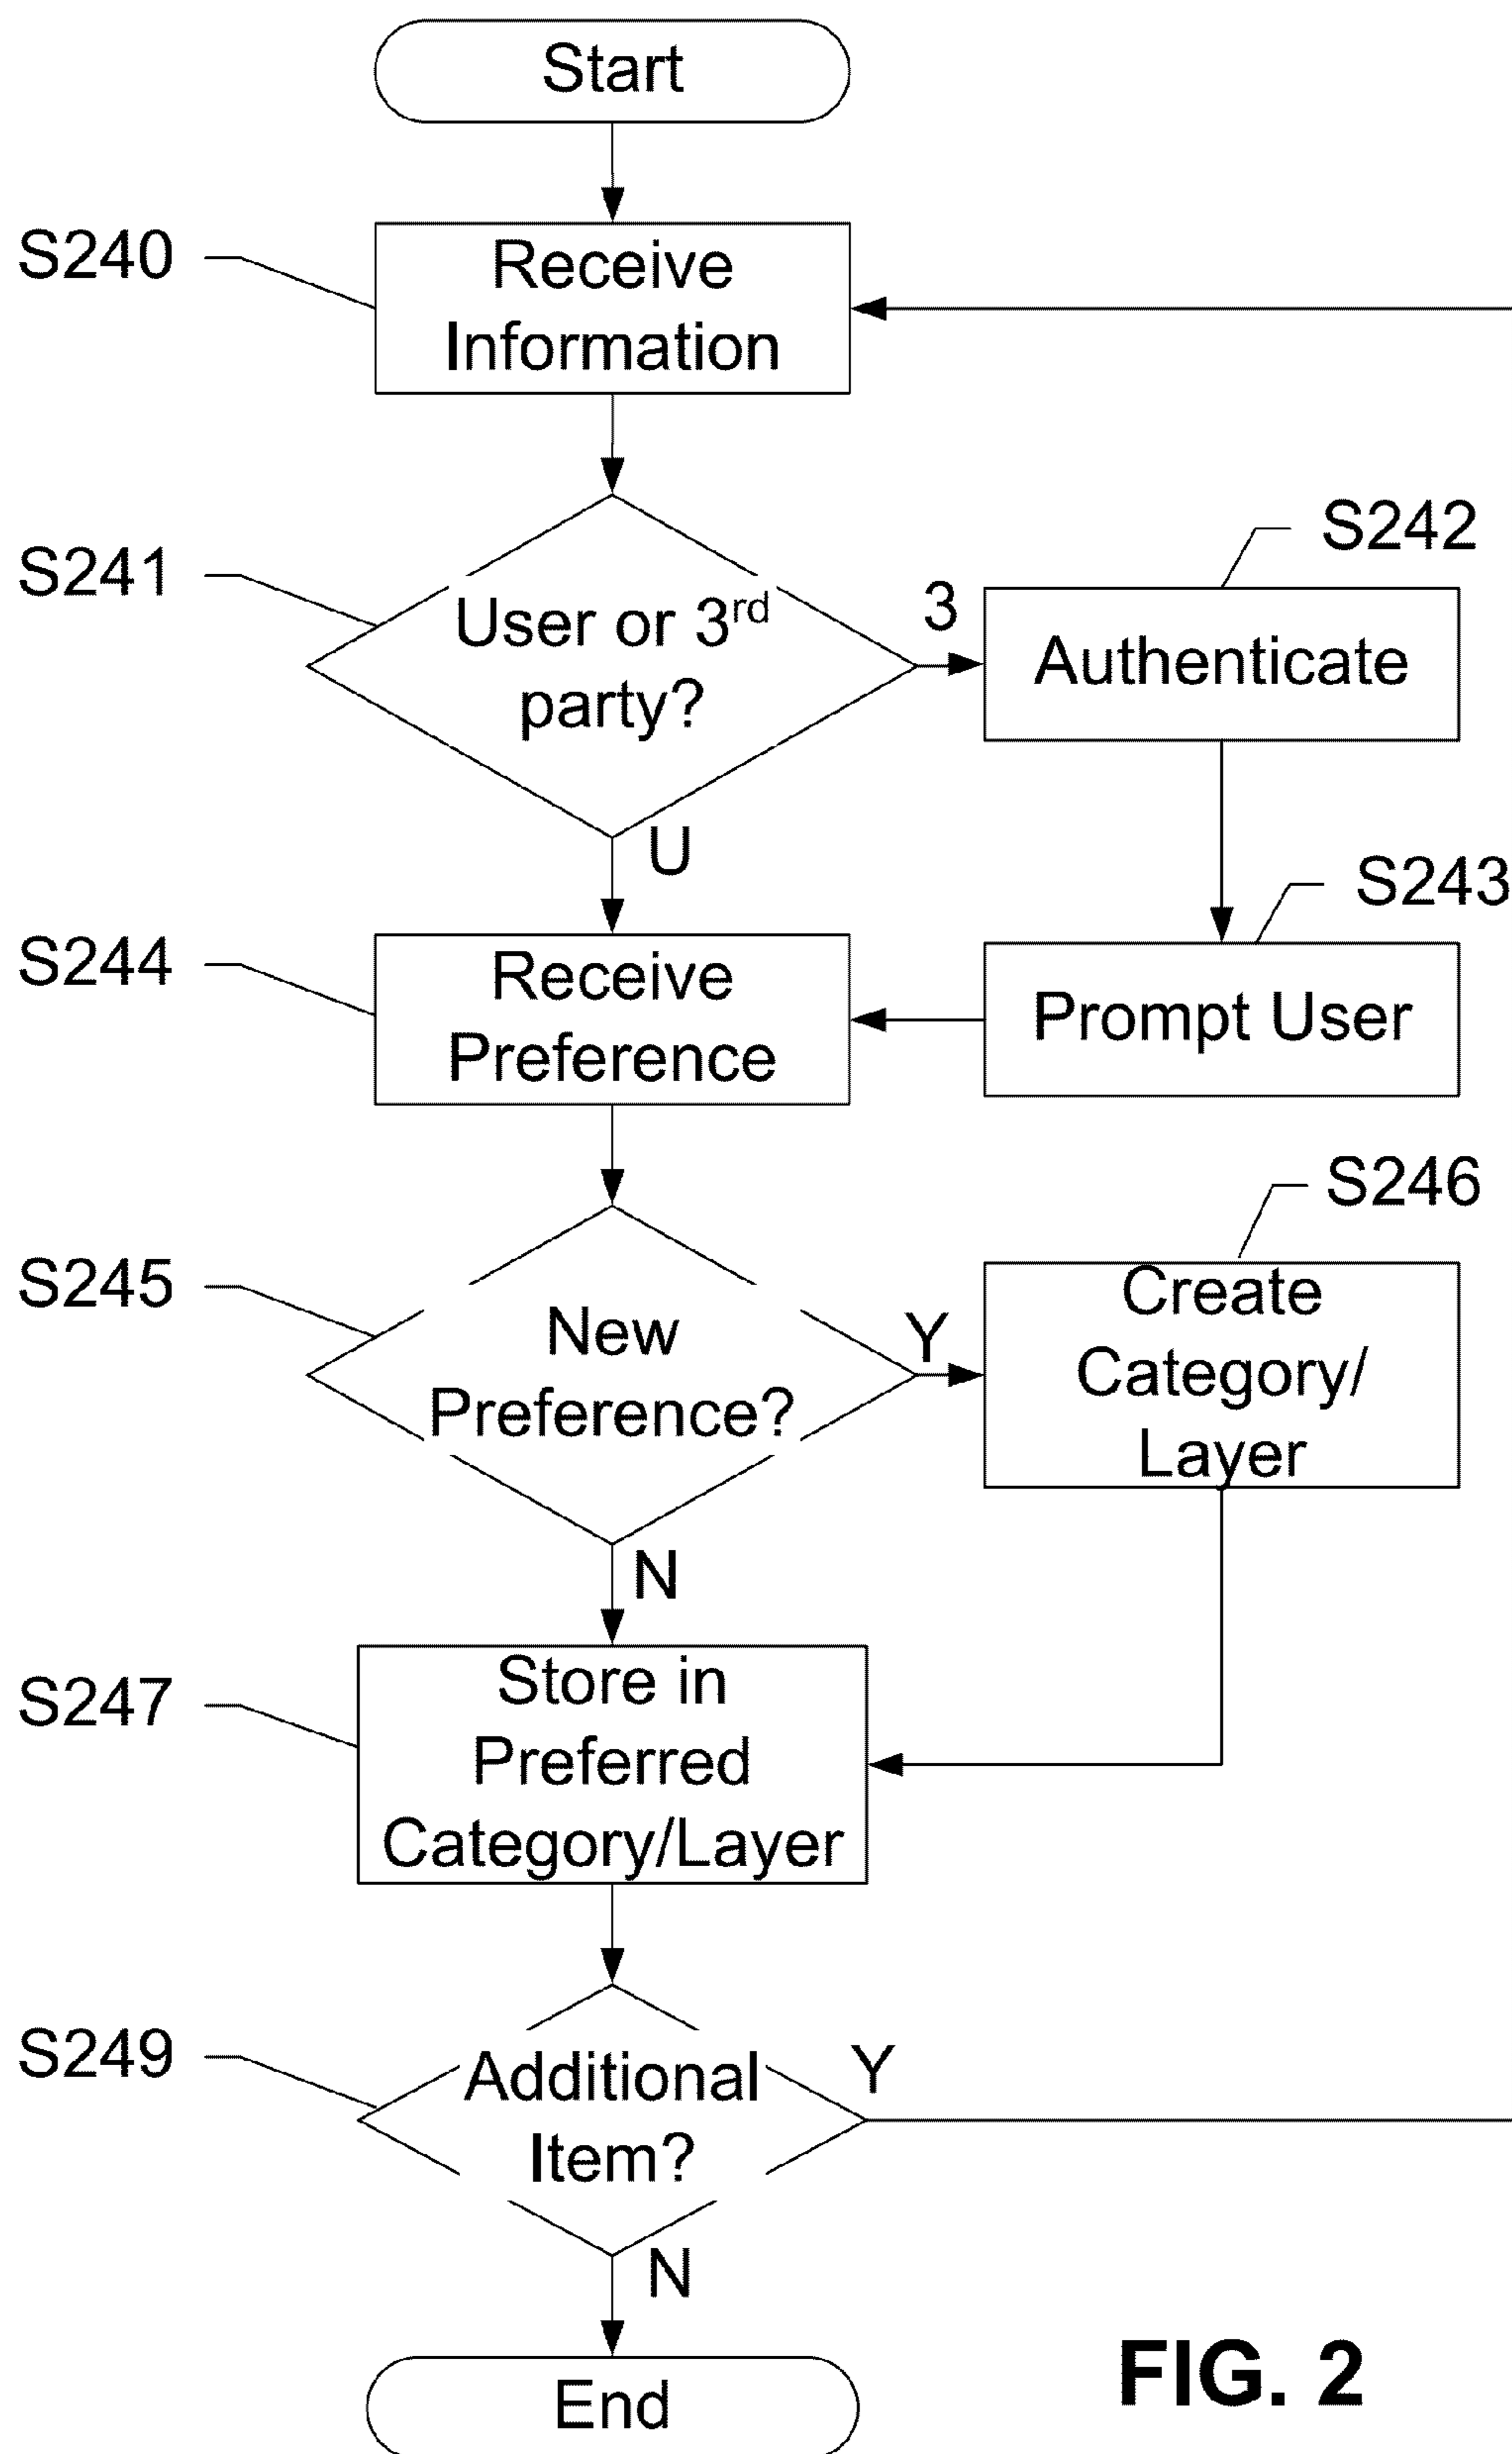 Start
S240
Receive
Information
S241
User or 3rd
party?
3
S242
Authenticate
U
S243
Prompt User
S244
Receive
Preference
S245
New
Preference?
Y
S246
Create
Category/
Layer
N
S247
Store in
Preferred
Category/Layer
S249
Additional
Item?
Y
N
End
FIG. 2